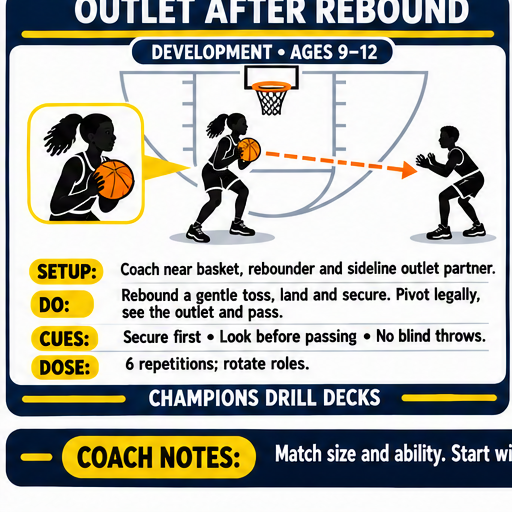 OUTLET AFTER REBOUND
DEVELOPMENT • AGES 9–12
SETUP: Coach near basket, rebounder and sideline outlet partner.
DO: Rebound a gentle toss, land and secure. Pivot legally,
see the outlet and pass.
CUES: Secure first • Look before passing • No blind throws.
DOSE: 6 repetitions; rotate roles.
CHAMPIONS DRILL DECKS
COACH NOTES: Match size and ability. Start wi